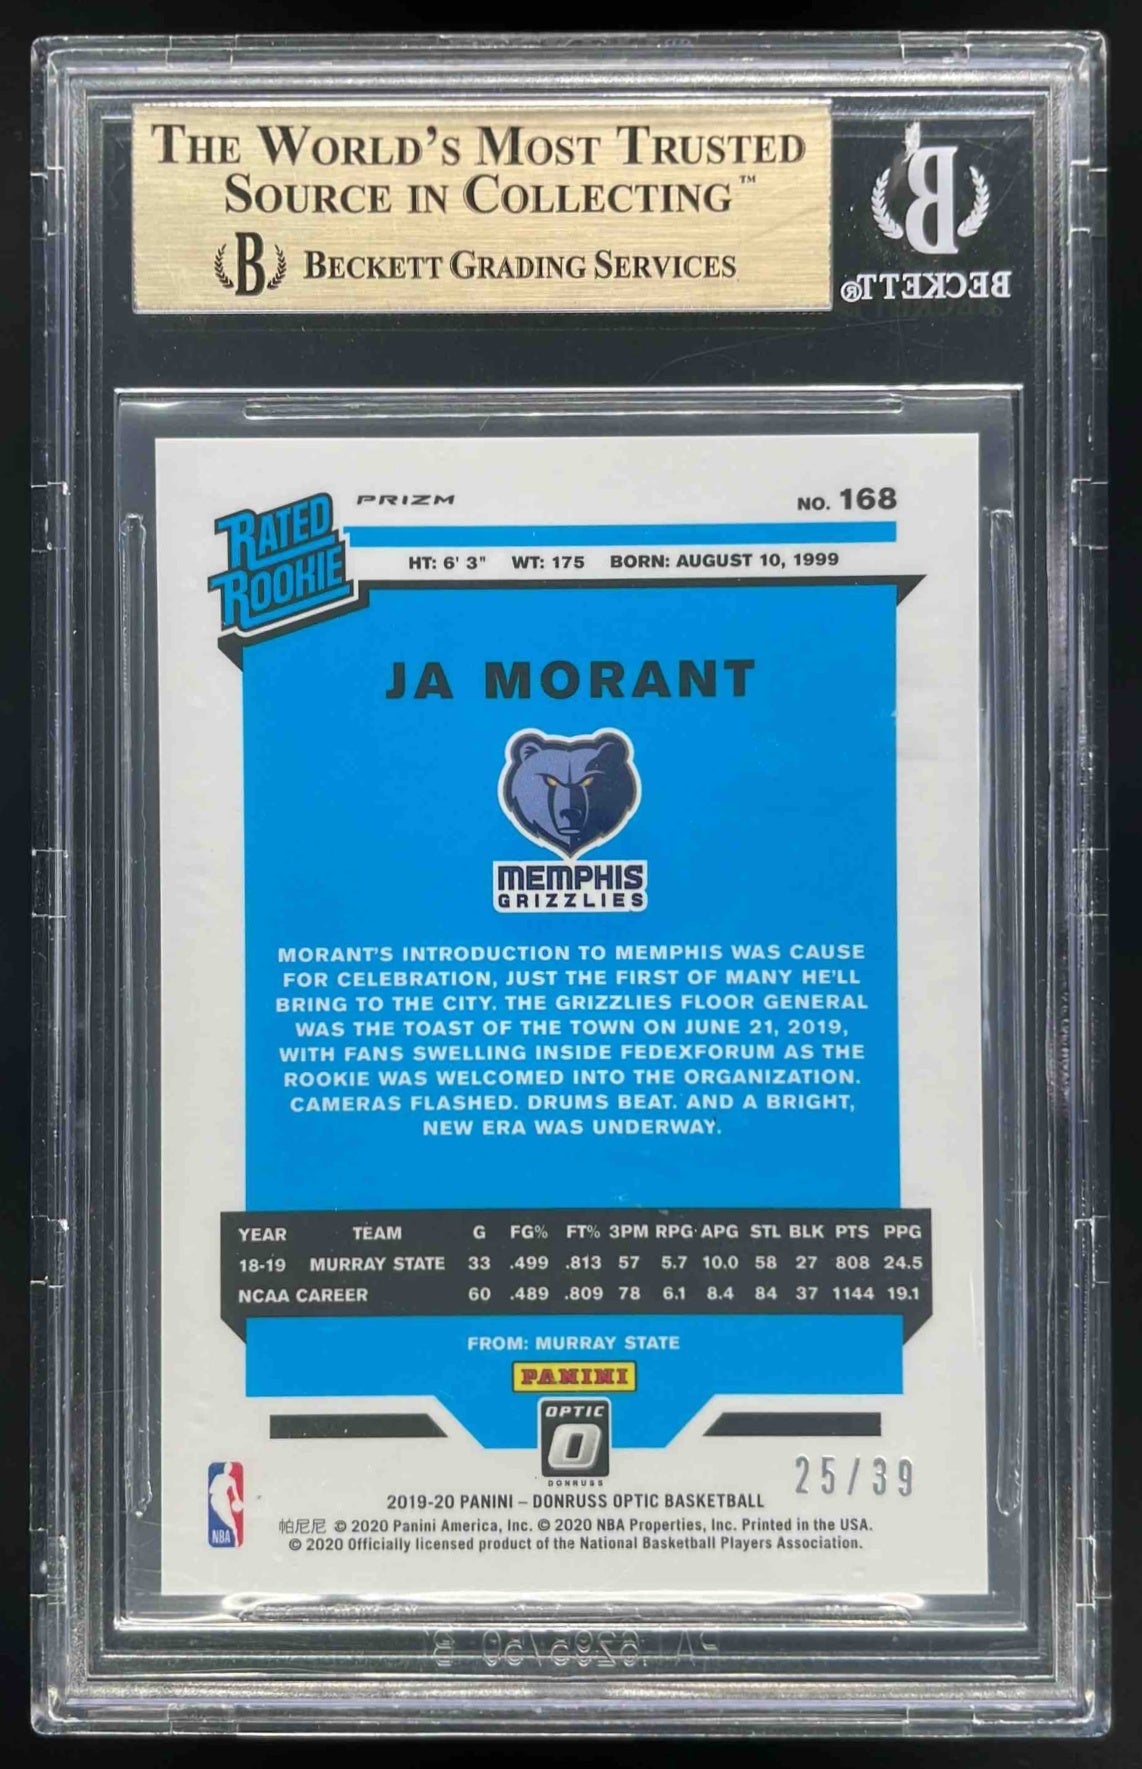 THE WORLD'S MOST TRUSTED
SOURCE IN COLLECTING™
B BECKETT GRADING SERVICES
B
BECKETT®
PRIZM
NO. 168
RATED
ROOKIE
HT: 6' 3" WT: 175 BORN: AUGUST 10, 1999
JA MORANT
MEMPHIS
GRIZZLIES
MORANT'S INTRODUCTION TO MEMPHIS WAS CAUSE
FOR CELEBRATION, JUST THE FIRST OF MANY HE'LL
BRING TO THE CITY. THE GRIZZLIES FLOOR GENERAL
WAS THE TOAST OF THE TOWN ON JUNE 21, 2019,
WITH FANS SWELLING INSIDE FEDEXFORUM AS THE
ROOKIE WAS WELCOMED INTO THE ORGANIZATION.
CAMERAS FLASHED. DRUMS BEAT. AND A BRIGHT,
NEW ERA WAS UNDERWAY.
YEAR TEAM G FG% FT% 3PM RPG APG STL BLK PTS PPG
18-19 MURRAY STATE 33 .499 .813 57 5.7 10.0 58 27 808 24.5
NCAA CAREER 60 .489 .809 78 6.1 8.4 84 37 1144 19.1
FROM: MURRAY STATE
PANINI
OPTIC
O
DONRUSS
25/39
NBA
2019-20 PANINI – DONRUSS OPTIC BASKETBALL
帕尼尼 © 2020 Panini America, Inc. © 2020 NBA Properties, Inc. Printed in the USA.
© 2020 Officially licensed product of the National Basketball Players Association.